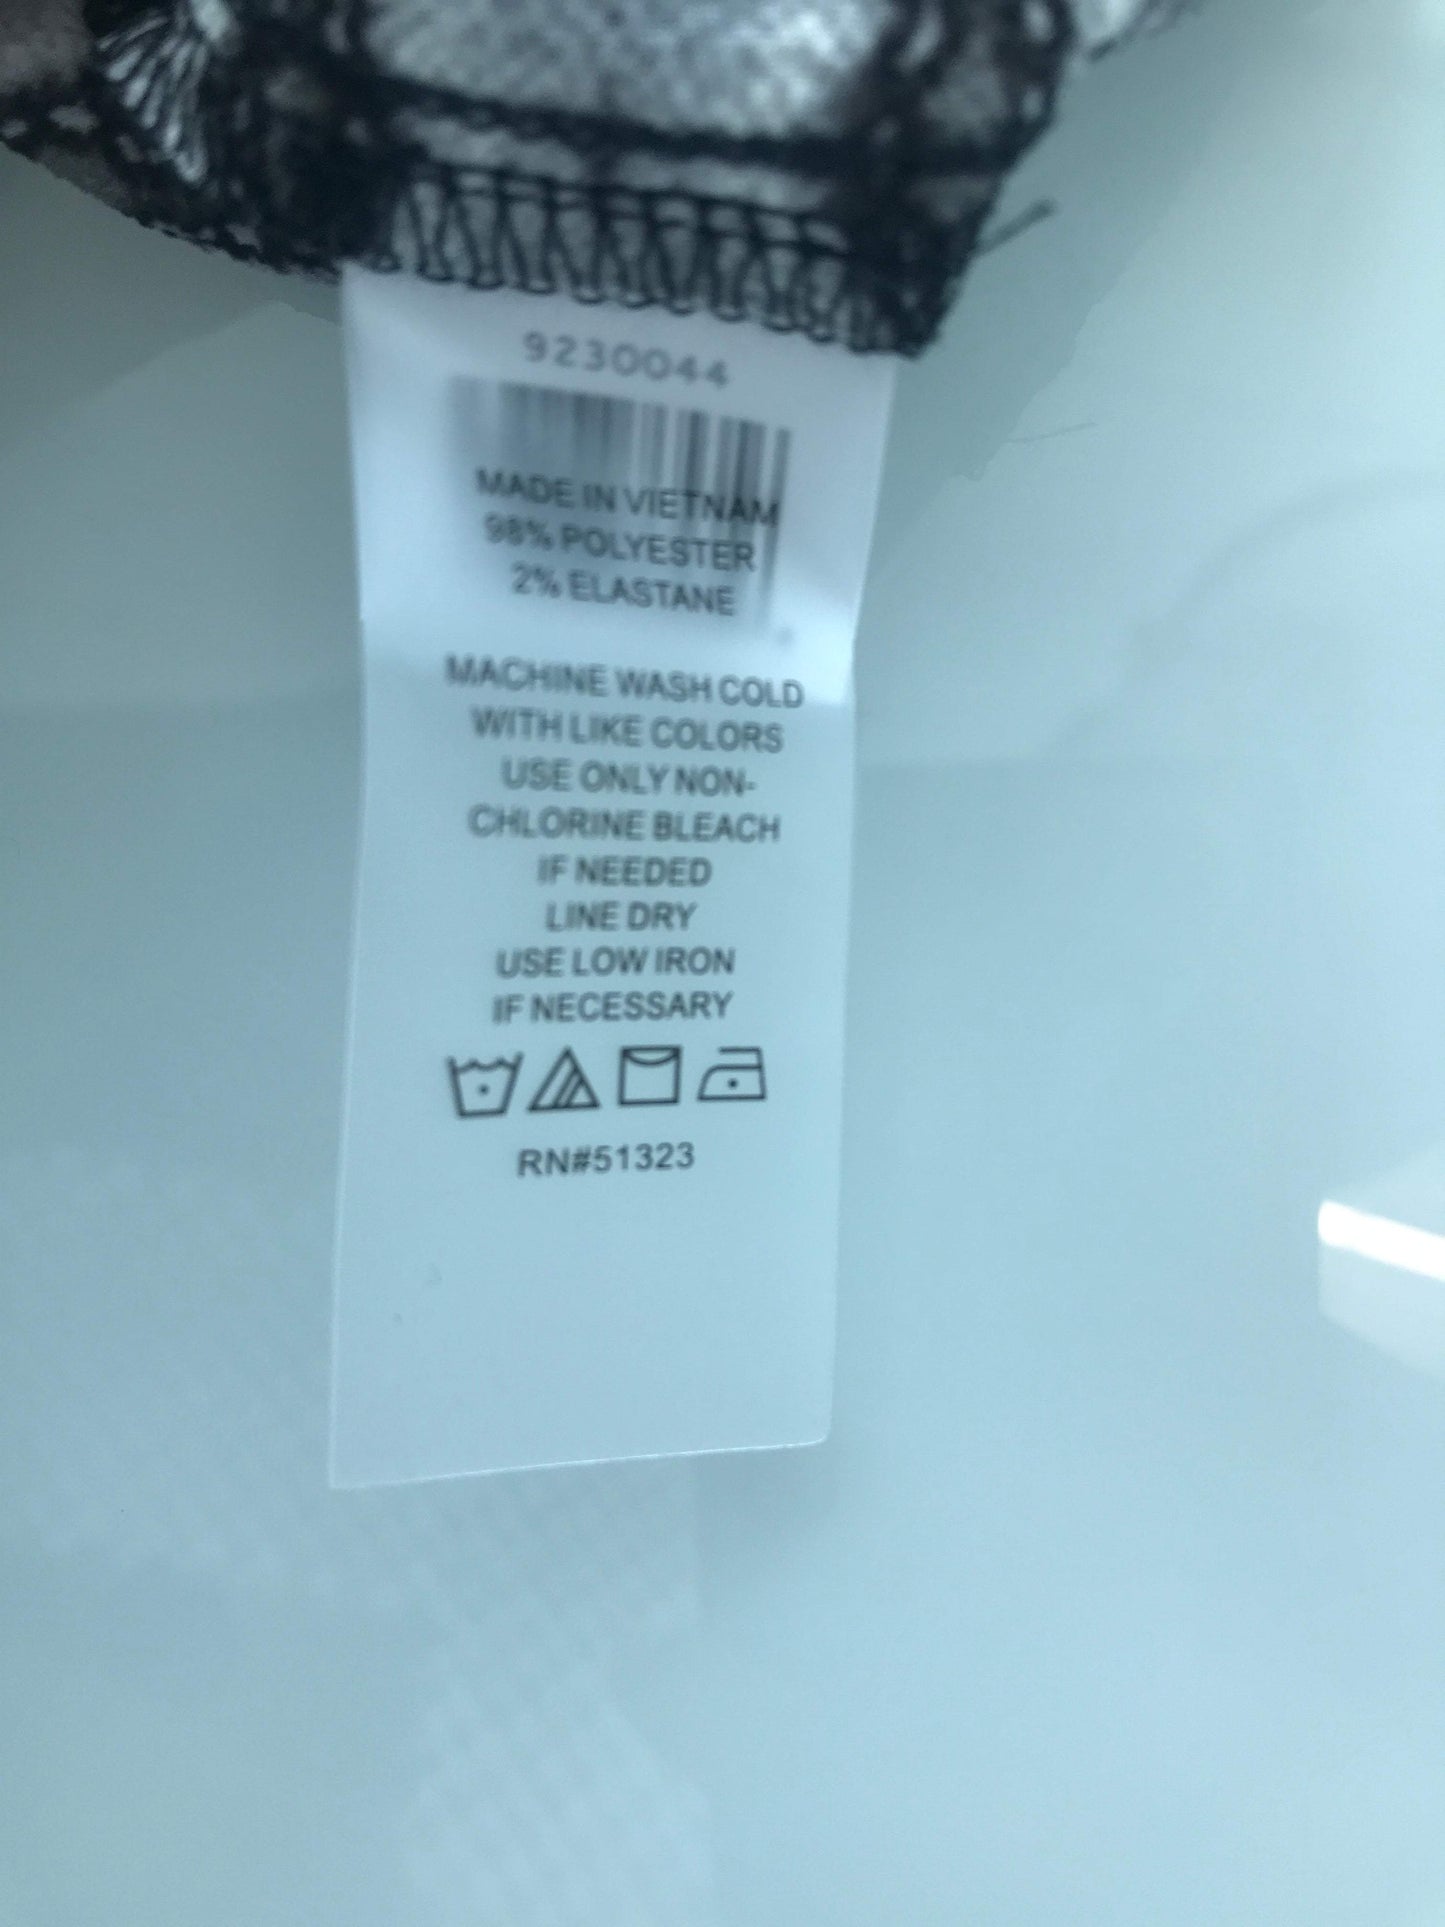 9230044
MADE IN VIETNAM
98% POLYESTER
2% ELASTANE
MACHINE WASH COLD
WITH LIKE COLORS
USE ONLY NON-
CHLORINE BLEACH
IF NEEDED
LINE DRY
USE LOW IRON
IF NECESSARY
RN#51323